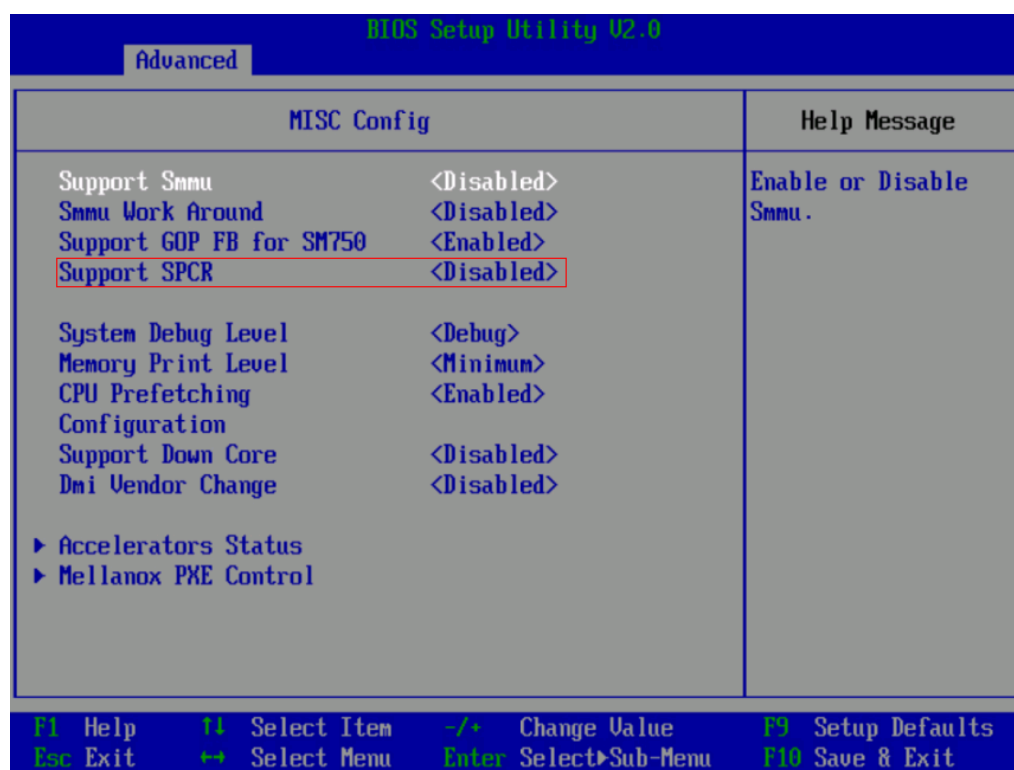 BIOS Setup Utility V2.0
Advanced
MISC Config
Help Message
Support Smmu <Disabled>
Smmu Work Around <Disabled>
Support GOP FB for SM750 <Enabled>
Support SPCR <Disabled>
System Debug Level <Debug>
Memory Print Level <Minimum>
CPU Prefetching <Enabled>
Configuration
Support Down Core <Disabled>
Dmi Vendor Change <Disabled>
▶ Accelerators Status
▶ Mellanox PXE Control
Enable or Disable
Smmu.
F1 Help ↑↓ Select Item -/+ Change Value F9 Setup Defaults
Esc Exit ↔ Select Menu Enter Select▶Sub-Menu F10 Save & Exit